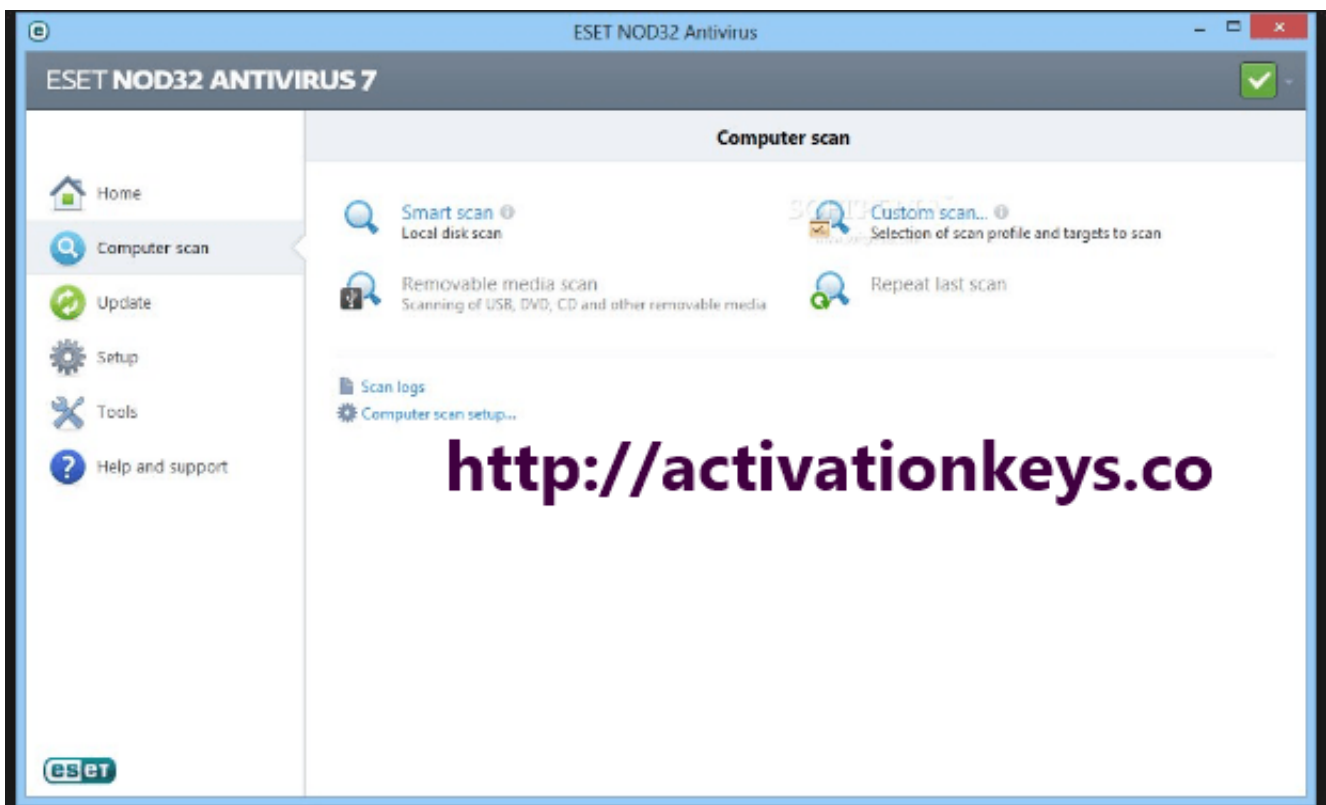 ESET NOD32 Antivirus
ESET NOD32 ANTIVIRUS 7
Computer scan
Home
Computer scan
Update
Setup
Tools
Help and support
Smart scan
Local disk scan
Custom scan...
Selection of scan profile and targets to scan
Removable media scan
Scanning of USB, DVD, CD and other removable media
Repeat last scan
Scan logs
Computer scan setup...
http://activationkeys.co
eset